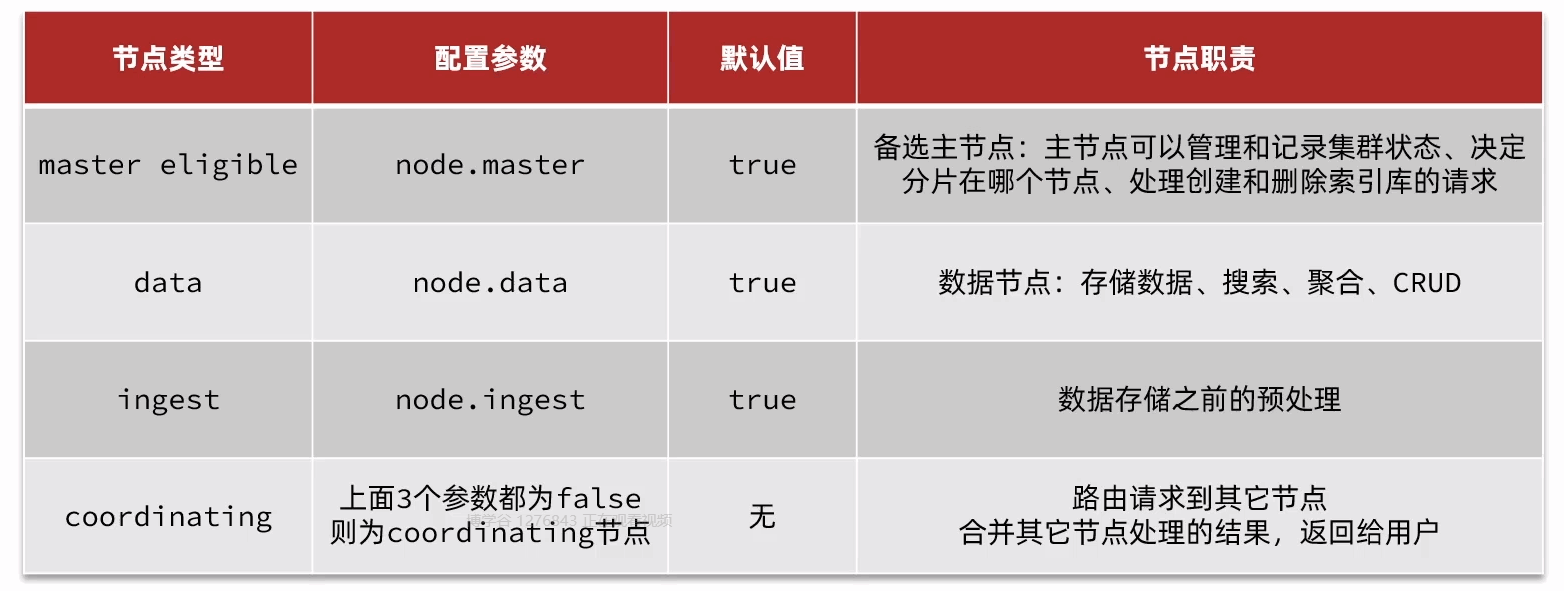 节点类型 配置参数 默认值 节点职责
master eligible node.master true 备选主节点：主节点可以管理和记录集群状态、决定
分片在哪个节点、处理创建和删除索引库的请求
data node.data true 数据节点：存储数据、搜索、聚合、CRUD
ingest node.ingest true 数据存储之前的预处理
coordinating 上面3个参数都为false
则为coordinating节点 无 路由请求到其它节点
合并其它节点处理的结果，返回给用户